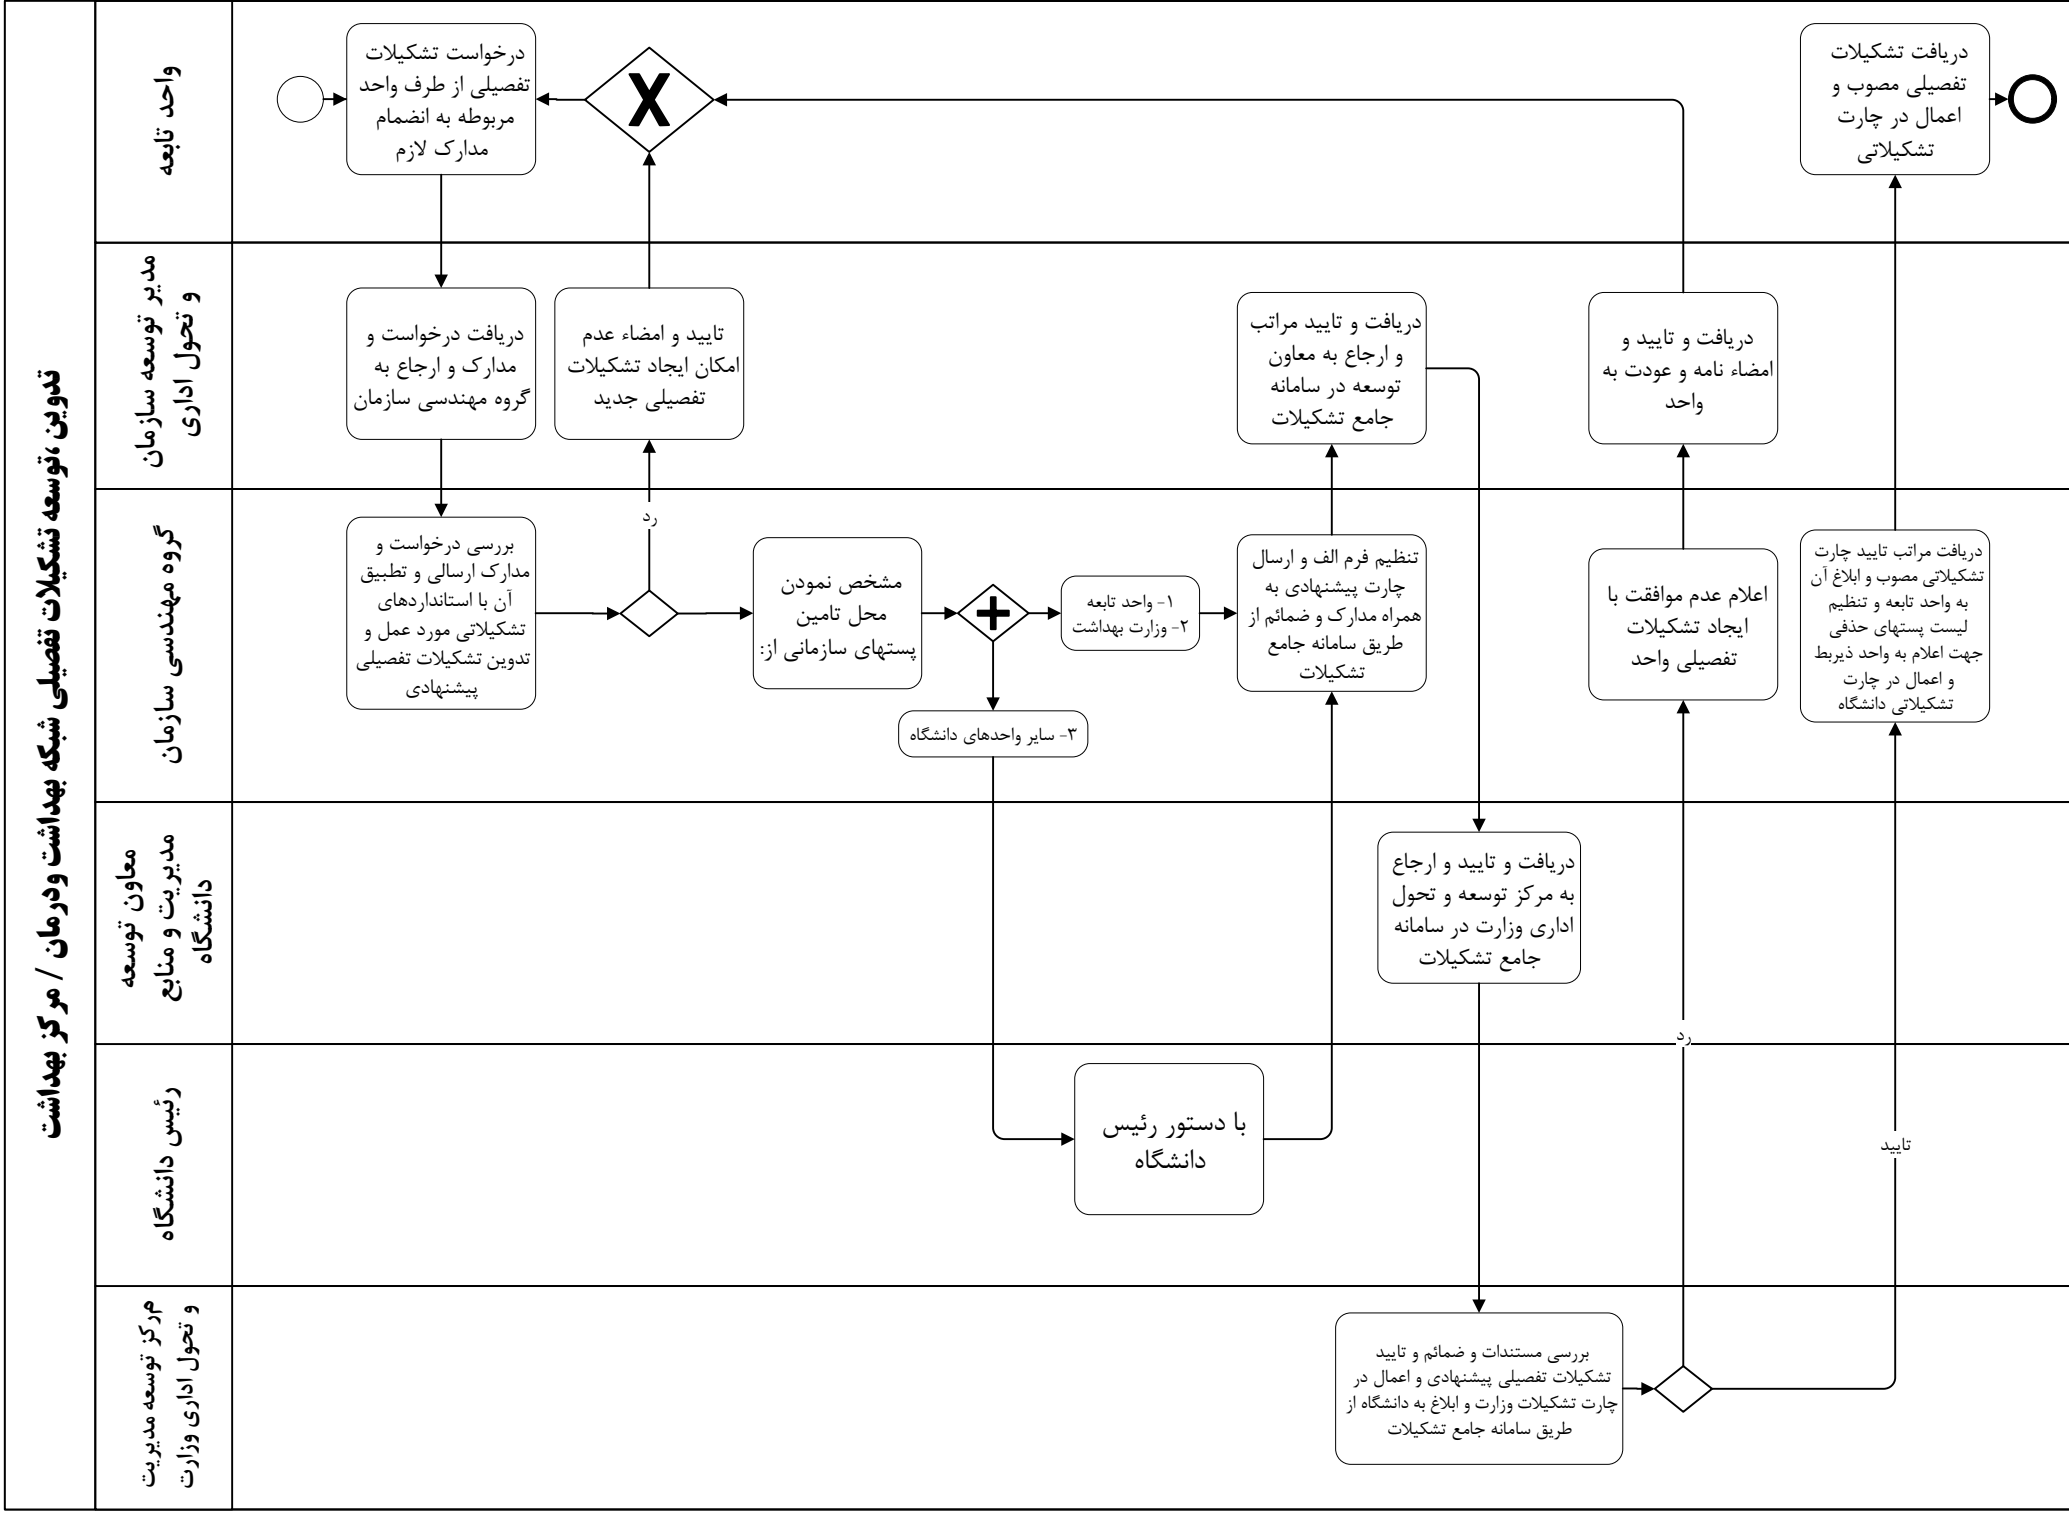 تدوین ،توسعه تشکیلات تفصیلی شبکه بهداشت ودرمان / مرکز بهداشت
واحد تابعه
درخواست تشکیلات
تفصیلی از طرف واحد
مربوطه به انضمام
مدارک لازم
X
دریافت تشکیلات
تفصیلی مصوب و
اعمال در چارت
تشکیلاتی
مدیر توسعه سازمان
و تحول اداری
دریافت درخواست و
مدارک و ارجاع به
گروه مهندسی سازمان
تایید و امضاء عدم
امکان ایجاد تشکیلات
تفصیلی جدید
دریافت و تایید مراتب
و ارجاع به معاون
توسعه در سامانه
جامع تشکیلات
دریافت و تایید و
امضاء نامه و عودت به
واحد
گروه مهندسی سازمان
بررسی درخواست و
مدارک ارسالی و تطبیق
آن با استانداردهای
تشکیلاتی مورد عمل و
تدوین تشکیلات تفصیلی
پیشنهادی
رد
مشخص نمودن
محل تامین
پستهای سازمانی از:
۱- واحد تابعه
۲- وزارت بهداشت
۳- سایر واحدهای دانشگاه
تنظیم فرم الف و ارسال
چارت پیشنهادی به
همراه مدارک و ضمائم از
طریق سامانه جامع
تشکیلات
اعلام عدم موافقت با
ایجاد تشکیلات
تفصیلی واحد
دریافت مراتب تایید چارت
تشکیلاتی مصوب و ابلاغ آن
به واحد تابعه و تنظیم
لیست پستهای حذفی
جهت اعلام به واحد ذیربط
و اعمال در چارت
تشکیلاتی دانشگاه
معاون توسعه
مدیریت و منابع
دانشگاه
دریافت و تایید و ارجاع
به مرکز توسعه و تحول
اداری وزارت در سامانه
جامع تشکیلات
رد
رئیس دانشگاه
با دستور رئیس
دانشگاه
تایید
مرکز توسعه مدیریت
و تحول اداری وزارت
بررسی مستندات و ضمائم و تایید
تشکیلات تفصیلی پیشنهادی و اعمال در
چارت تشکیلات وزارت و ابلاغ به دانشگاه از
طریق سامانه جامع تشکیلات